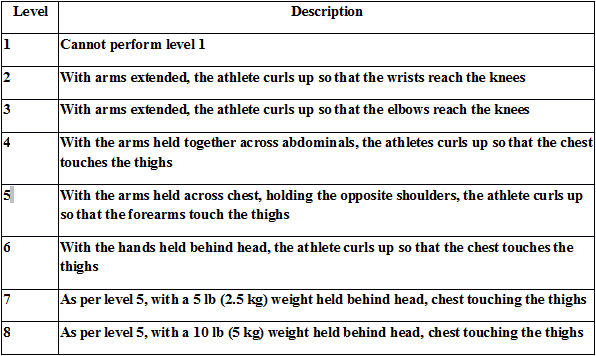 Level Description
1 Cannot perform level 1
2 With arms extended, the athlete curls up so that the wrists reach the knees
3 With arms extended, the athlete curls up so that the elbows reach the knees
4 With the arms held together across abdominals, the athletes curls up so that the chest
touches the thighs
5 With the arms held across chest, holding the opposite shoulders, the athlete curls up
so that the forearms touch the thighs
6 With the hands held behind head, the athlete curls up so that the chest touches the
thighs
7 As per level 5, with a 5 lb (2.5 kg) weight held behind head, chest touching the thighs
8 As per level 5, with a 10 lb (5 kg) weight held behind head, chest touching the thighs